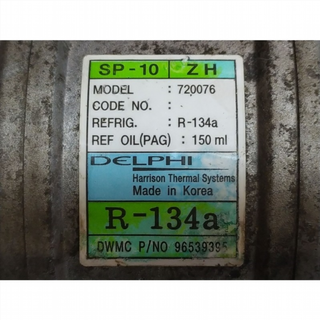 SP-10 ZH
MODEL : 720076
CODE NO. :
REFRIG. : R-134a
REF OIL(PAG) : 150 ml
DELPHI
Harrison Thermal Systems
Made in Korea
R-134a
DWMC P/NO 96539395